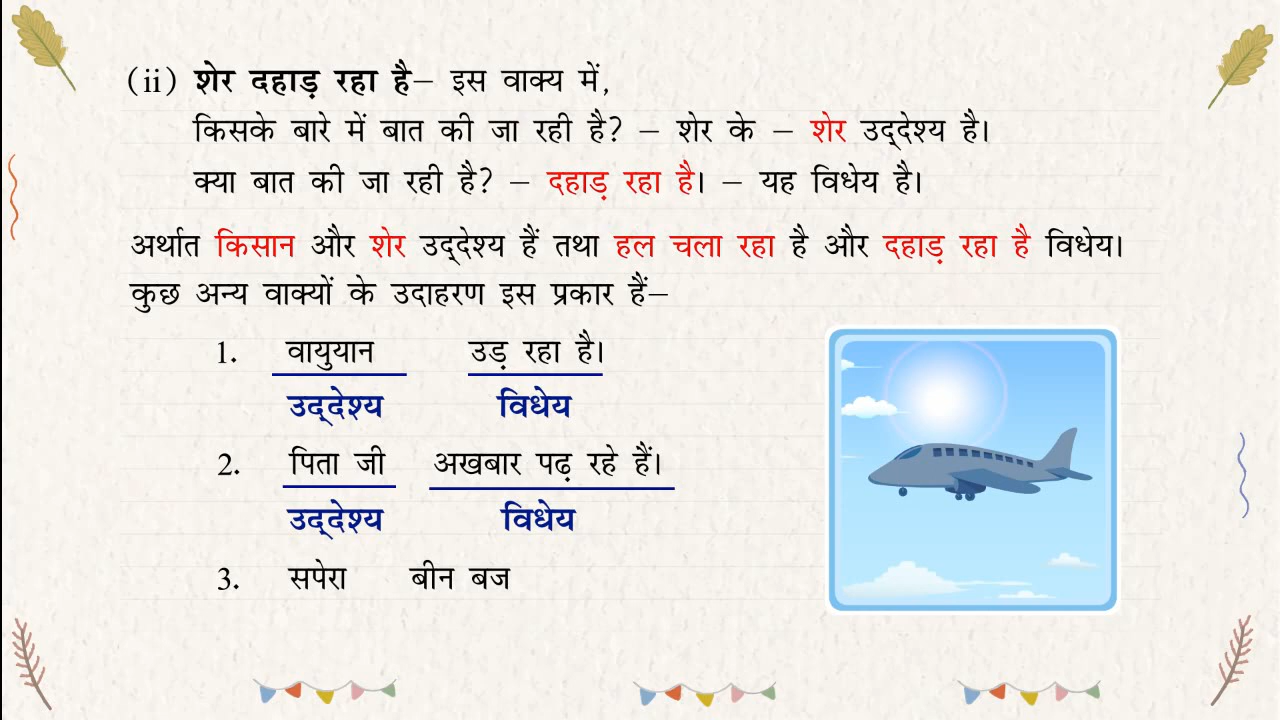 (ii) शेर दहाड़ रहा है– इस वाक्य में,
किसके बारे में बात की जा रही है? – शेर के – शेर उद्‌देश्य है।
क्या बात की जा रही है? – दहाड़ रहा है। – यह विधेय है।
अर्थात किसान और शेर उद्‌देश्य हैं तथा हल चला रहा है और दहाड़ रहा है विधेय।
कुछ अन्य वाक्यों के उदाहरण इस प्रकार हैं–
1. वायुयान उड़ रहा है।
उद्‌देश्य विधेय
2. पिता जी अखबार पढ़ रहे हैं।
उद्‌देश्य विधेय
3. सपेरा बीन बज